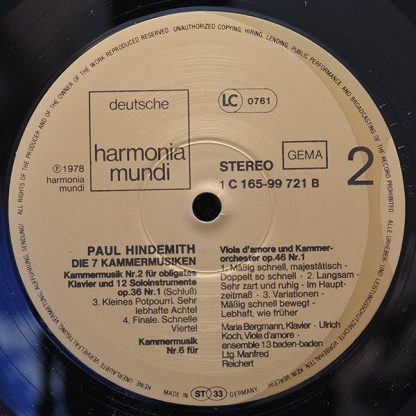 ALL RIGHTS OF THE PRODUCER AND OF THE OWNER OF THE WORK REPRODUCED RESERVED. UNAUTHORIZED COPYING, HIRING, LENDING, PUBLIC PERFORMANCE AND BROADCASTING OF THE RECORD PROHIBITED.
deutsche
harmonia
mundi
LC 0761
GEMA
STEREO
1 C 165-99 721 B
2
℗ 1978
harmonia
mundi
PAUL HINDEMITH
DIE 7 KAMMERMUSIKEN
Kammermusik Nr.2 für obligates
Klavier und 12 Soloinstrumente
op.36 Nr.1 (Schluß)
3. Kleines Potpourri. Sehr
lebhafte Achtel
4. Finale. Schnelle
Viertel
Kammermusik
Nr.6 für
Viola d'amore und Kammer-
orchester op.46 Nr.1
1. Mäßig schnell, majestätisch -
Doppelt so schnell - 2. Langsam -
Sehr zart und ruhig - Im Haupt-
zeitmaß - 3. Variationen -
Mäßig schnell bewegt -
Lebhaft, wie früher
Maria Bergmann, Klavier - Ulrich
Koch, Viola d'amore -
ensemble 13 baden-baden
Ltg. Manfred
Reichert
MADE IN GERMANY
ST 33